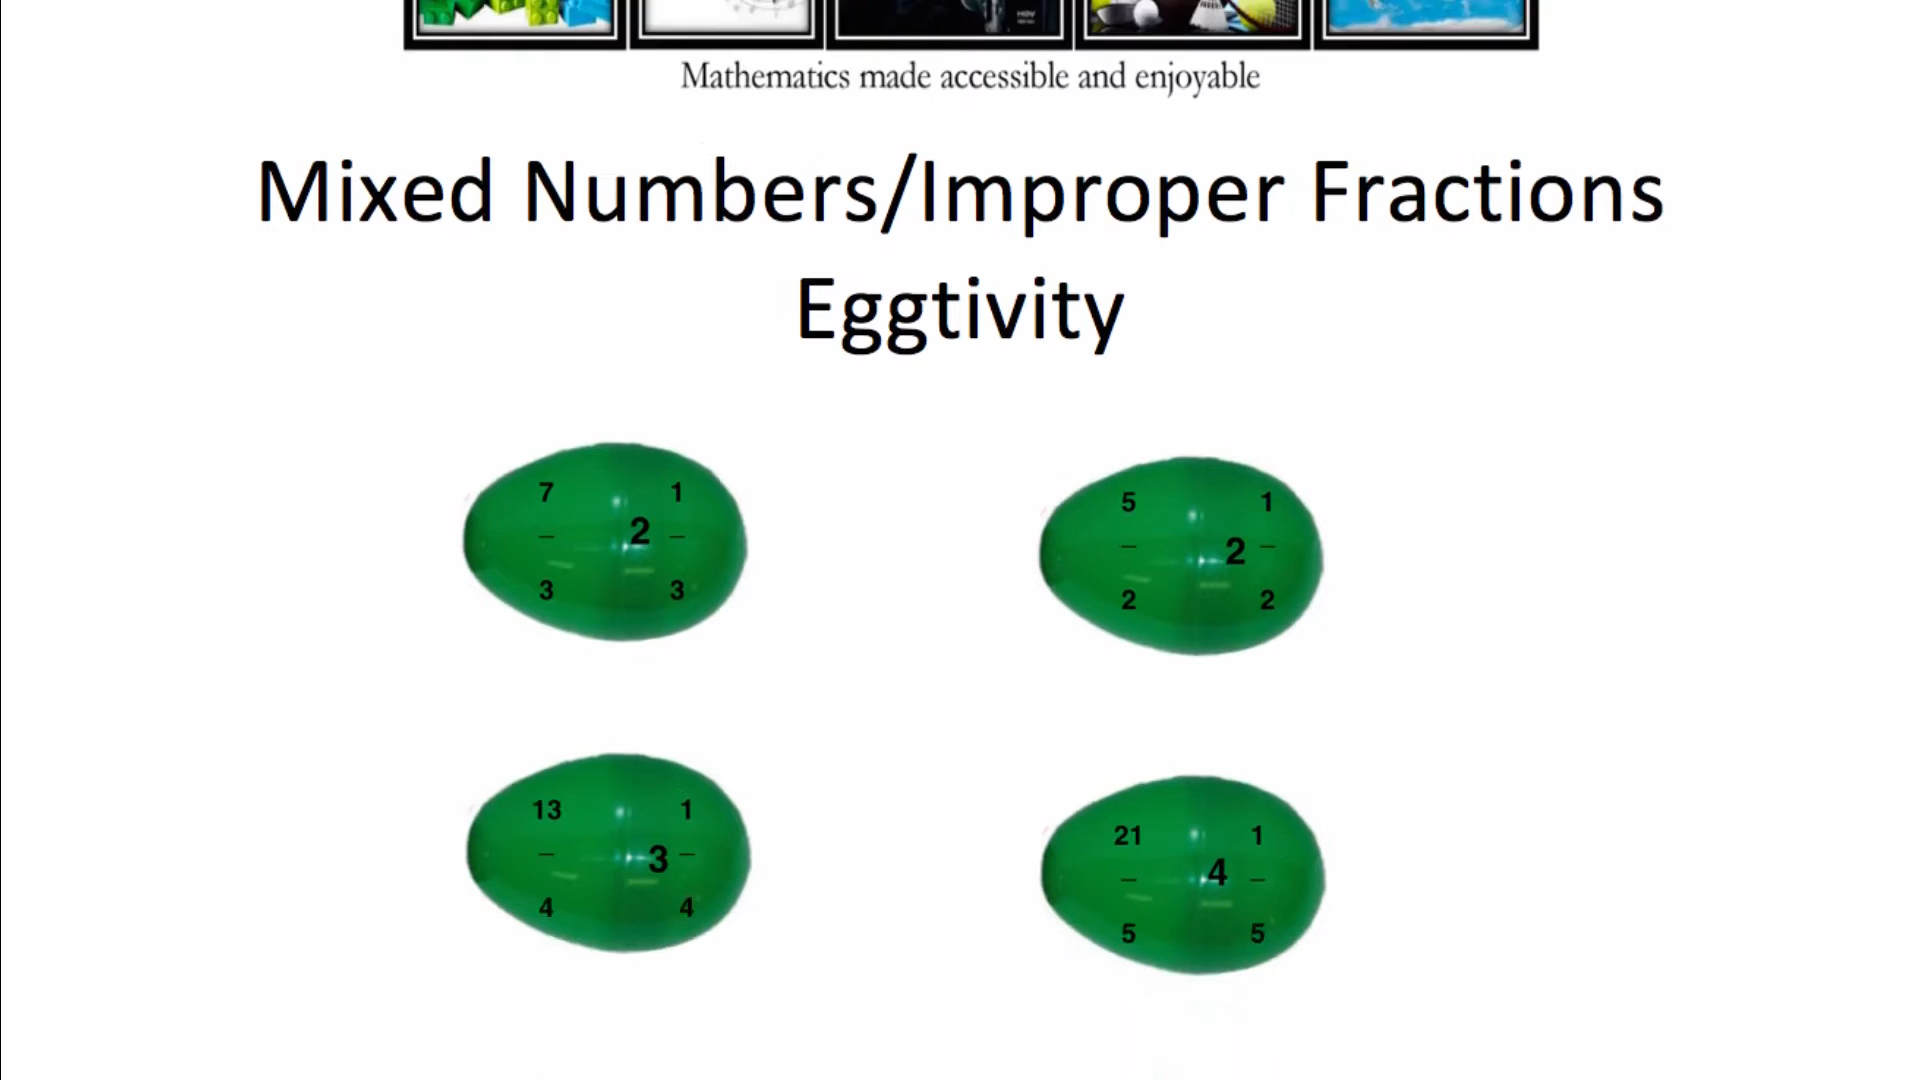 HDV
Mathematics made accessible and enjoyable
Mixed Numbers/Improper Fractions
Eggtivity
7/3 2 1/3
5/2 2 1/2
13/4 3 1/4
21/5 4 1/5